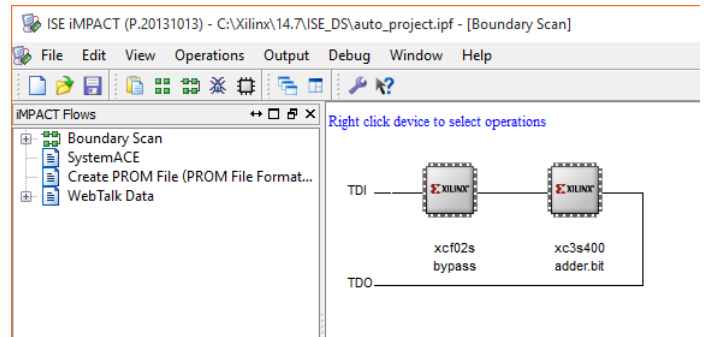 ISE iMPACT (P.20131013) - C:\Xilinx\14.7\ISE_DS\auto_project.ipf - [Boundary Scan]
File Edit View Operations Output Debug Window Help
iMPACT Flows
Boundary Scan
SystemACE
Create PROM File (PROM File Format...
WebTalk Data
Right click device to select operations
TDI
XILINX
XILINX
xcf02s
bypass
xc3s400
adder.bit
TDO